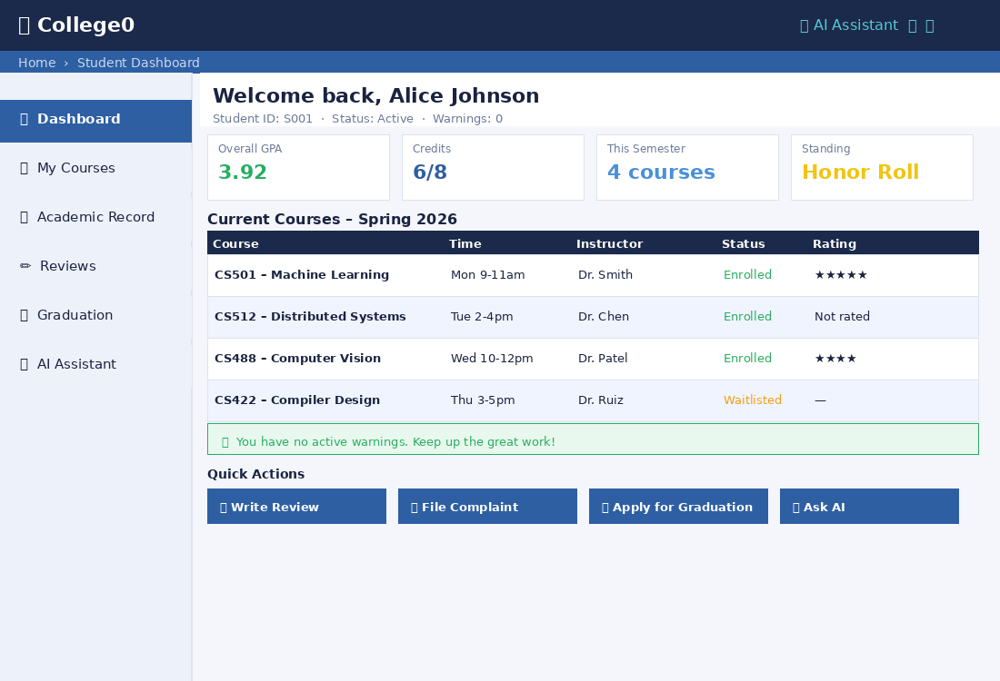 College0
AI Assistant
Home › Student Dashboard
Dashboard
My Courses
Academic Record
✏ Reviews
Graduation
AI Assistant
Welcome back, Alice Johnson
Student ID: S001 · Status: Active · Warnings: 0
Overall GPA Credits This Semester Standing
3.92 6/8 4 courses Honor Roll
Current Courses – Spring 2026
Course Time Instructor Status Rating
CS501 – Machine Learning Mon 9-11am Dr. Smith Enrolled ★★★★★
CS512 – Distributed Systems Tue 2-4pm Dr. Chen Enrolled Not rated
CS488 – Computer Vision Wed 10-12pm Dr. Patel Enrolled ★★★★
CS422 – Compiler Design Thu 3-5pm Dr. Ruiz Waitlisted —
You have no active warnings. Keep up the great work!
Quick Actions
Write Review File Complaint Apply for Graduation Ask AI